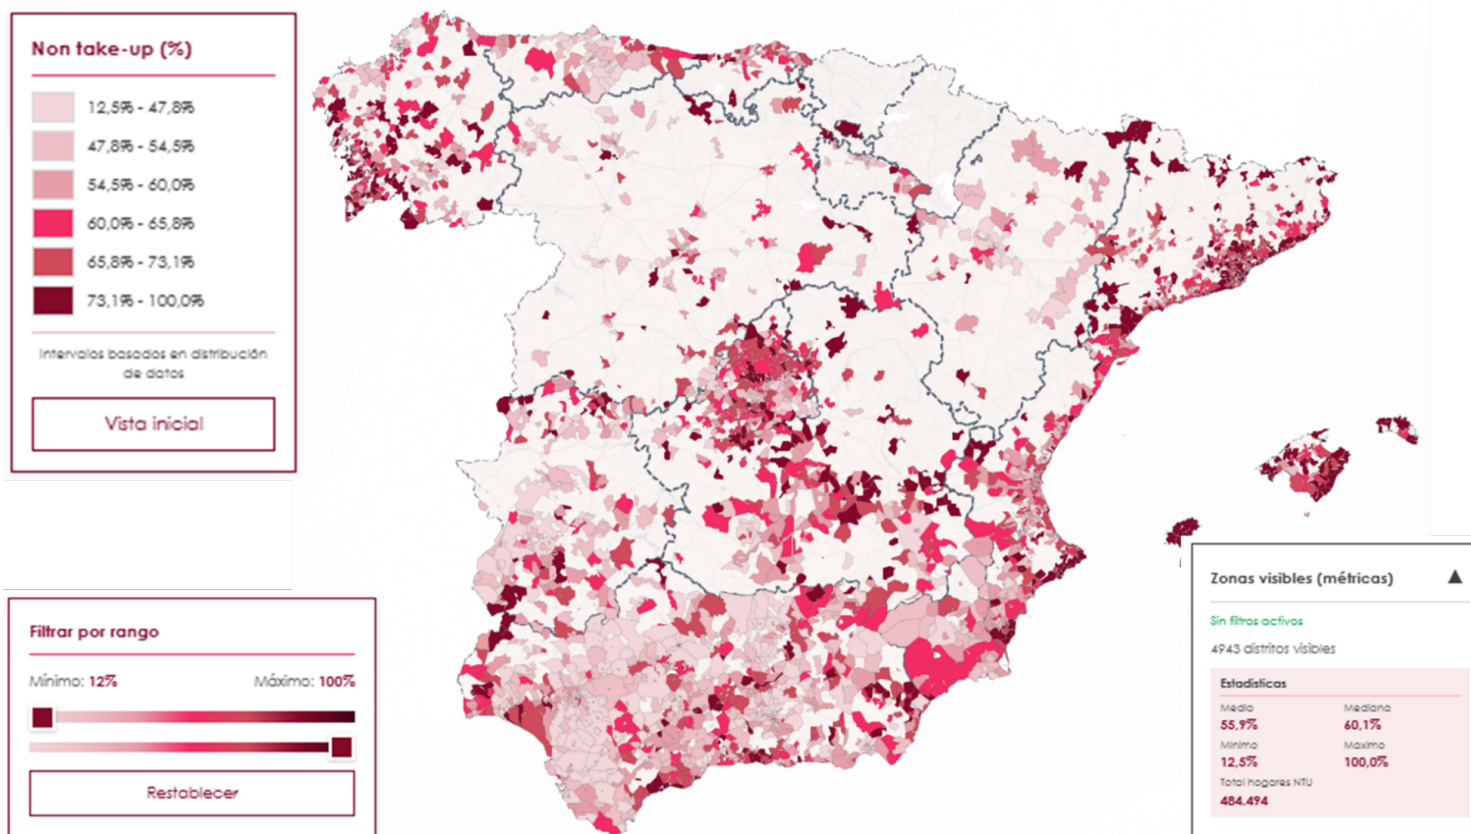 Non take-up (%)
12,5% - 47,8%
47,8% - 54,5%
54,5% - 60,0%
60,0% - 65,8%
65,8% - 73,1%
73,1% - 100,0%
Intervalos basados en distribución
de datos
Vista inicial
Filtrar por rango
Mínimo: 12% Máximo: 100%
Restablecer
Zonas visibles (métricas) ▲
Sin filtros activos
4943 distritos visibles
Estadísticas
Media Mediana
55,9% 60,1%
Mínimo Maximo
12,5% 100,0%
Total hogares NTU
484.494